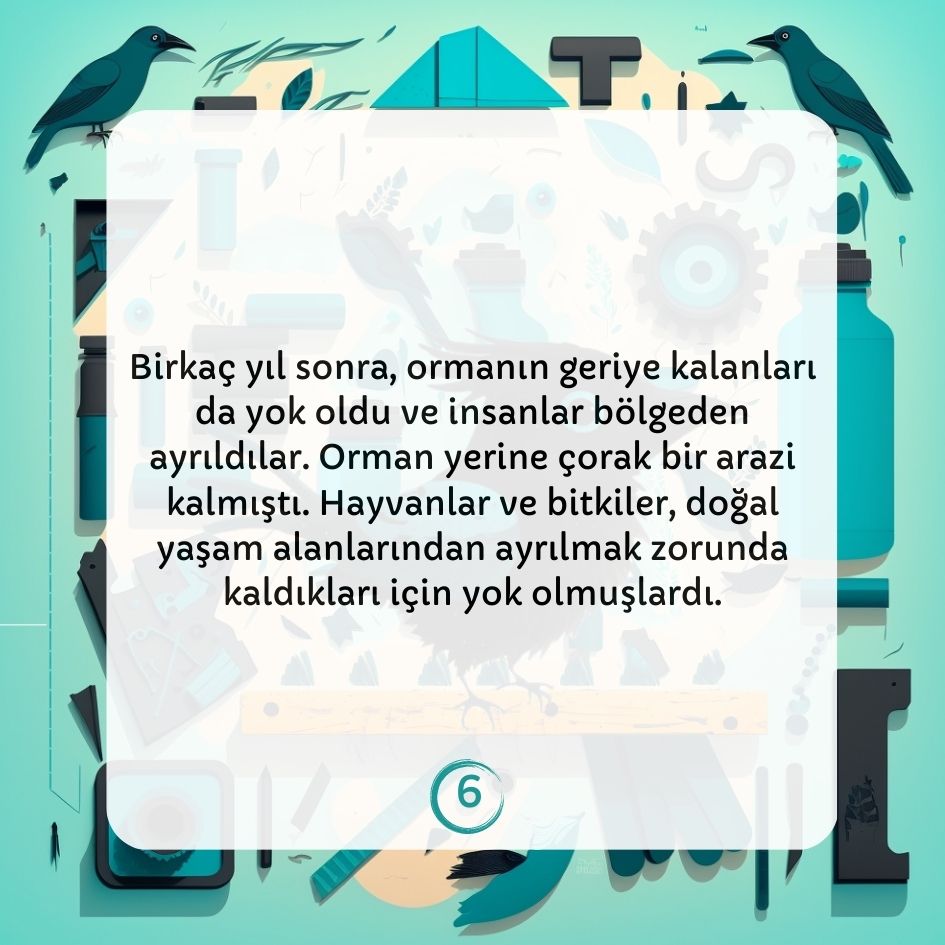 Birkaç yıl sonra, ormanın geriye kalanları
da yok oldu ve insanlar bölgeden
ayrıldılar. Orman yerine çorak bir arazi
kalmıştı. Hayvanlar ve bitkiler, doğal
yaşam alanlarından ayrılmak zorunda
kaldıkları için yok olmuşlardı.
6